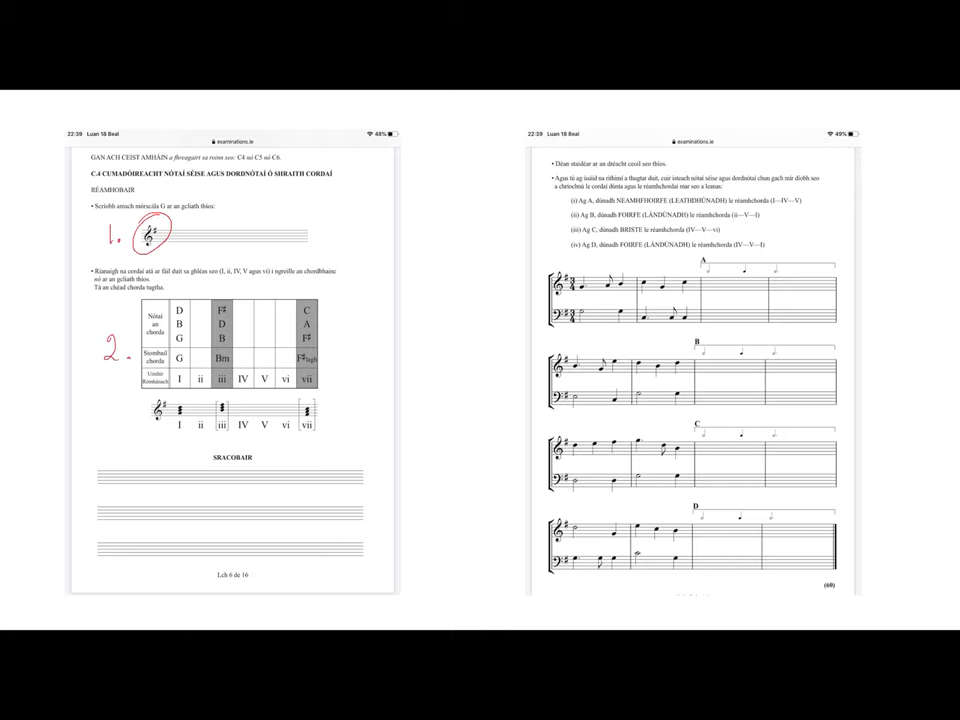 22:39 Luan 18 Beal
48%
examinations.ie
GAN ACH CEIST AMHÁIN a fhreagairt sa roinn seo: C4 nó C5 nó C6.
C.4 CUMADÓIREACHT NÓTAÍ SÉISE AGUS DORDNÓTAÍ Ó SHRAITH CORDAÍ
RÉAMHOBAIR
• Scríobh amach mórscála G ar an gcliath thíos:
1.
• Rianaigh na cordaí atá ar fáil duit sa ghléas seo (I, ii, IV, V agus vi) i ngreille an chordbhainc
nó ar an gcliath thíos.
Tá an chéad chorda tugtha.
2.
Nótaí an chorda
D F# C
B D A
G B F#
Siombail chorda G Bm F#lagh
Uimhir Rómhánach I ii iii IV V vi vii
I ii [iii] IV V vi [vii]
SRACOBAIR
Lch 6 de 16
22:39 Luan 18 Beal
49%
examinations.ie
• Déan staidéar ar an dréacht ceoil seo thíos.
• Agus tú ag úsáid na rithimí a thugtar duit, cuir isteach nótaí séise agus dordnótaí chun gach mír díobh seo
a chríochnú le cordaí dúnta agus le réamhchorda mar seo a leanas:
(i) Ag A, dúnadh NEAMHFHOIRFE (LEATHDHÚNADH) le réamhchorda (I—IV—V)
(ii) Ag B, dúnadh FOIRFE (LÁNDÚNADH) le réamhchorda (ii—V—I)
(iii) Ag C, dúnadh BRISTE le réamhchorda (IV—V—vi)
(iv) Ag D, dúnadh FOIRFE (LÁNDÚNADH) le réamhchorda (IV—V—I)
A
3 4
3 4
B
C
D
(60)